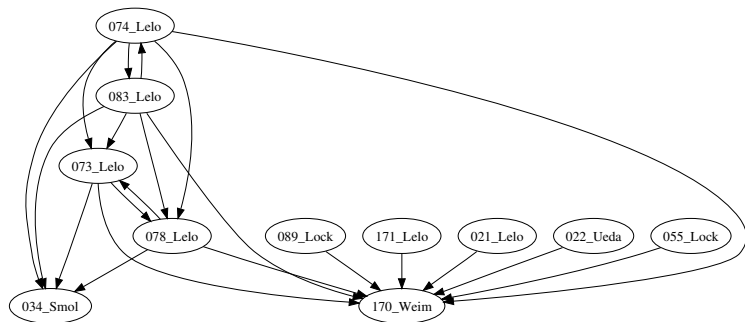 074_Lelo
083_Lelo
073_Lelo
078_Lelo 089_Lock 171_Lelo 021_Lelo 022_Ueda 055_Lock
034_Smol 170_Weim